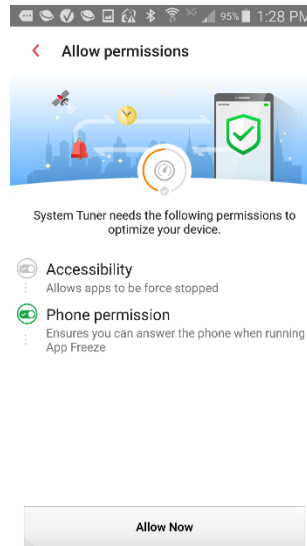 95% 1:28 PM
Allow permissions
System Tuner needs the following permissions to
optimize your device.
Accessibility
Allows apps to be force stopped
Phone permission
Ensures you can answer the phone when running
App Freeze
Allow Now